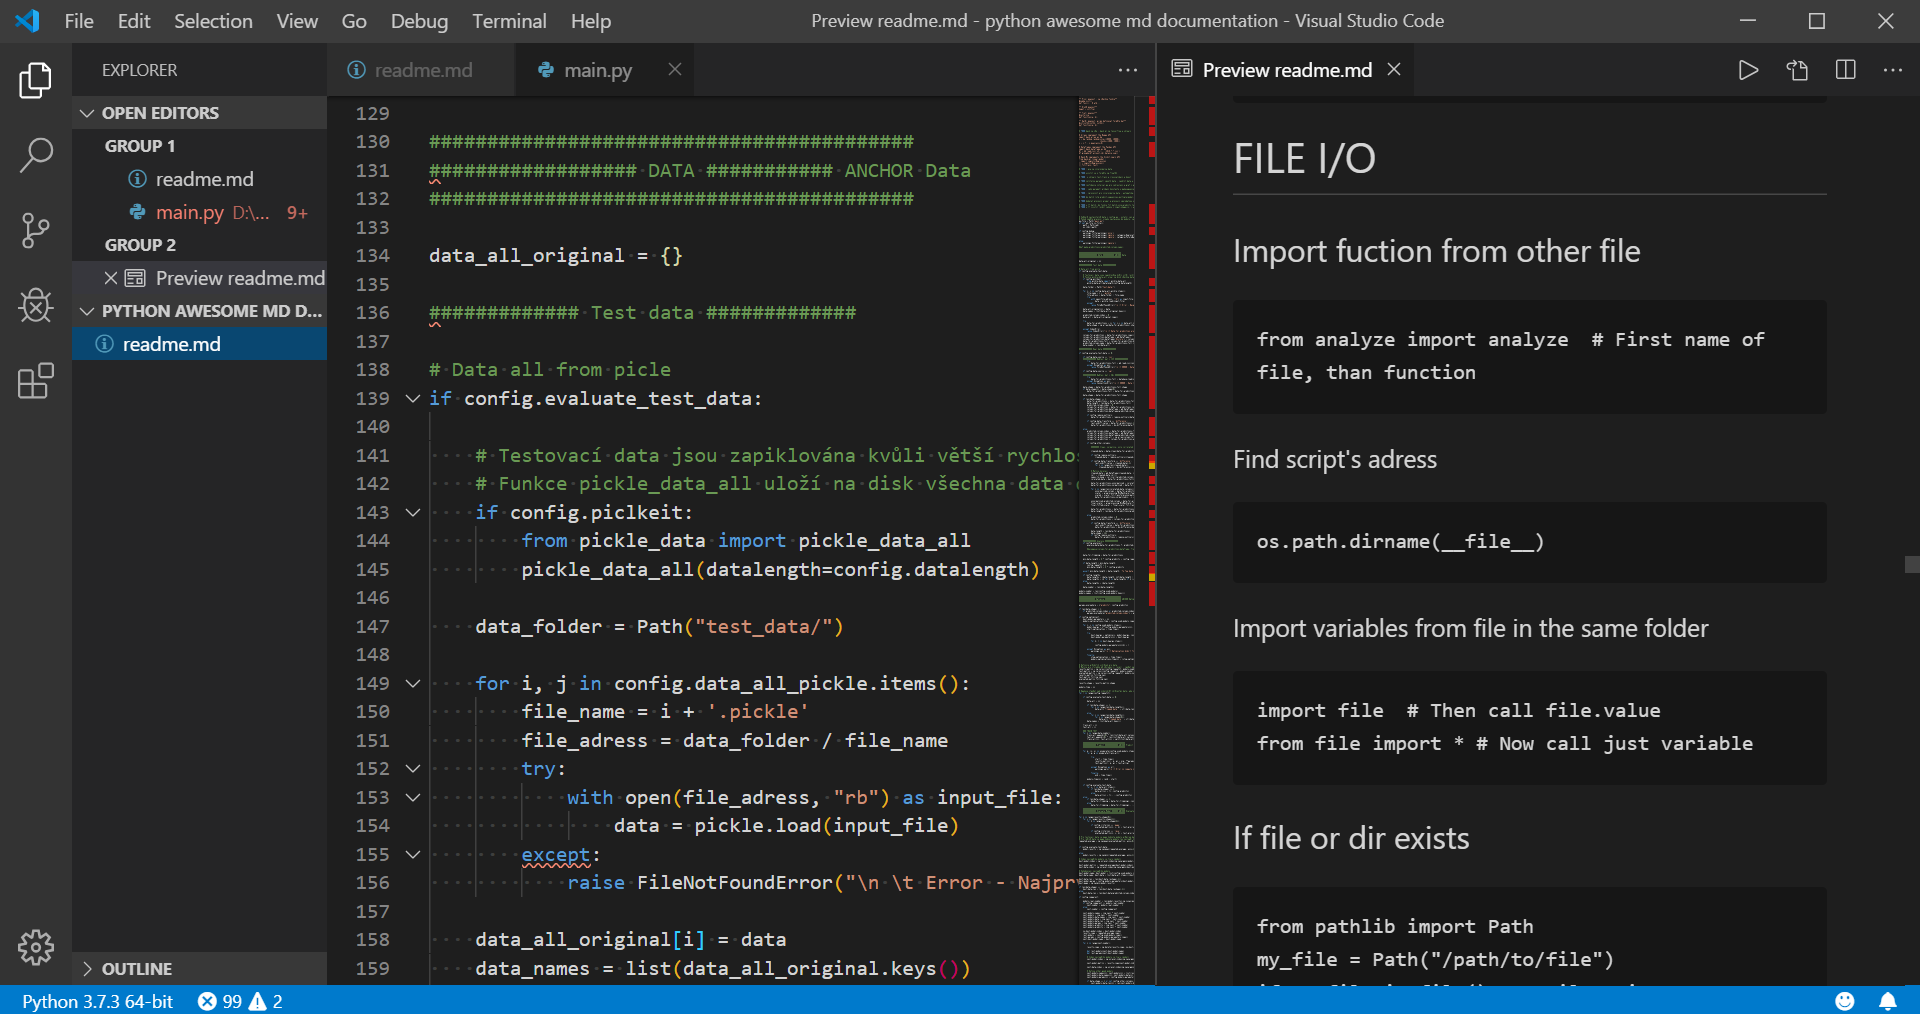 File Edit Selection View Go Debug Terminal Help
Preview readme.md - python awesome md documentation - Visual Studio Code
EXPLORER
OPEN EDITORS
GROUP 1
readme.md
main.py D:\... 9+
GROUP 2
Preview readme.md
PYTHON AWESOME MD D...
readme.md
OUTLINE
readme.md
main.py
129
130 ##########################################
131 ################## DATA ########### ANCHOR Data
132 ##########################################
133
134 data_all_original = {}
135
136 ############# Test data #############
137
138 # Data all from picle
139 if config.evaluate_test_data:
140
141 # Testovací data jsou zapiklována kvůli větší rychlos
142 # Funkce pickle_data_all uloží na disk všechna data
143 if config.piclkeit:
144 from pickle_data import pickle_data_all
145 pickle_data_all(datalength=config.datalength)
146
147 data_folder = Path("test_data/")
148
149 for i, j in config.data_all_pickle.items():
150 file_name = i + '.pickle'
151 file_adress = data_folder / file_name
152 try:
153 with open(file_adress, "rb") as input_file:
154 data = pickle.load(input_file)
155 except:
156 raise FileNotFoundError("\n \t Error - Najpr
157
158 data_all_original[i] = data
159 data_names = list(data_all_original.keys())
Preview readme.md
FILE I/O
Import fuction from other file
from analyze import analyze # First name of
file, than function
Find script's adress
os.path.dirname(__file__)
Import variables from file in the same folder
import file # Then call file.value
from file import * # Now call just variable
If file or dir exists
from pathlib import Path
my_file = Path("/path/to/file")
Python 3.7.3 64-bit 99 2